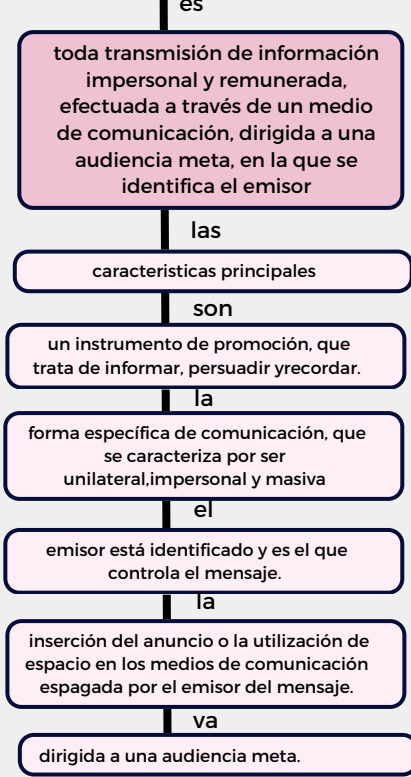 es
toda transmisión de información
impersonal y remunerada,
efectuada a través de un medio
de comunicación, dirigida a una
audiencia meta, en la que se
identifica el emisor
las
caracteristicas principales
son
un instrumento de promoción, que
trata de informar, persuadir yrecordar.
la
forma específica de comunicación, que
se caracteriza por ser
unilateral,impersonal y masiva
el
emisor está identificado y es el que
controla el mensaje.
la
inserción del anuncio o la utilización de
espacio en los medios de comunicación
espagada por el emisor del mensaje.
va
dirigida a una audiencia meta.